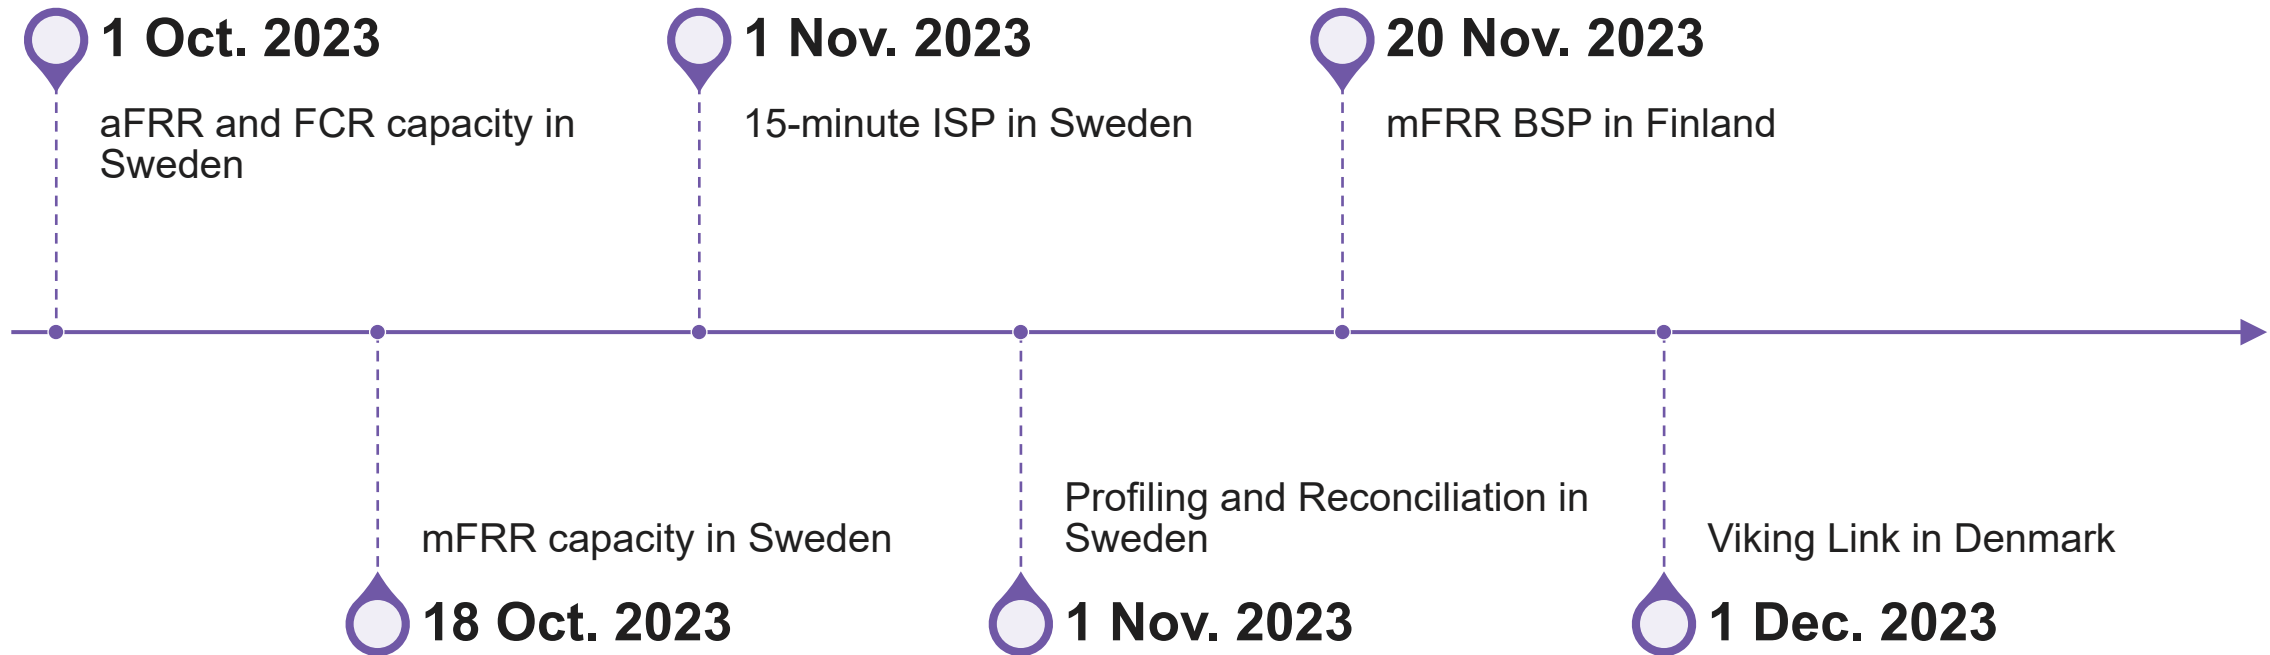 1 Oct. 2023
aFRR and FCR capacity in
Sweden
mFRR capacity in Sweden
18 Oct. 2023
1 Nov. 2023
15-minute ISP in Sweden
Profiling and Reconciliation in
Sweden
1 Nov. 2023
20 Nov. 2023
mFRR BSP in Finland
Viking Link in Denmark
1 Dec. 2023